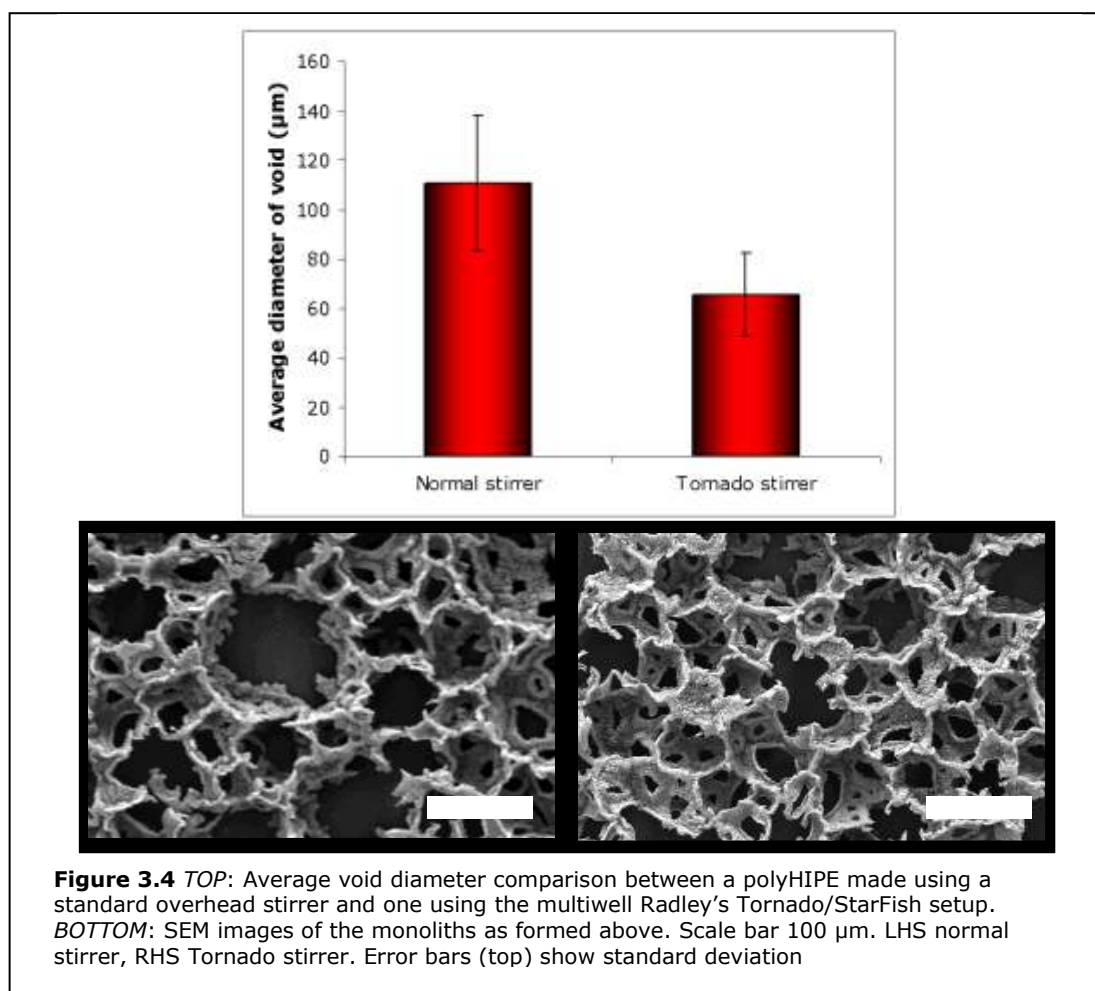 160
140
120
100
80
60
40
20
0
Average diameter of void (µm)
Normal stirrer
Tornado stirrer
Figure 3.4 TOP: Average void diameter comparison between a polyHIPE made using a
standard overhead stirrer and one using the multiwell Radley’s Tornado/StarFish setup.
BOTTOM: SEM images of the monoliths as formed above. Scale bar 100 µm. LHS normal
stirrer, RHS Tornado stirrer. Error bars (top) show standard deviation